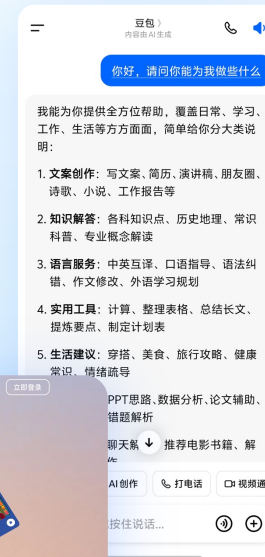 豆包 〉
内容由AI生成
你好，请问你能为我做些什么
我能为你提供全方位帮助，覆盖日常、学习、
工作、生活等方方面面，简单给你分大类说
明：
1. 文案创作：写文案、简历、演讲稿、朋友圈、
诗歌、小说、工作报告等
2. 知识解答：各科知识点、历史地理、常识
科普、专业概念解读
3. 语言服务：中英互译、口语指导、语法纠
错、作文修改、外语学习规划
4. 实用工具：计算、整理表格、总结长文、
提炼要点、制定计划表
5. 生活建议：穿搭、美食、旅行攻略、健康
常识、情绪疏导
立即登录
PPT思路、数据分析、论文辅助、
错题解析
聊天解 推荐电影书籍、解
AI 创作
打电话
视频通
按住说话...